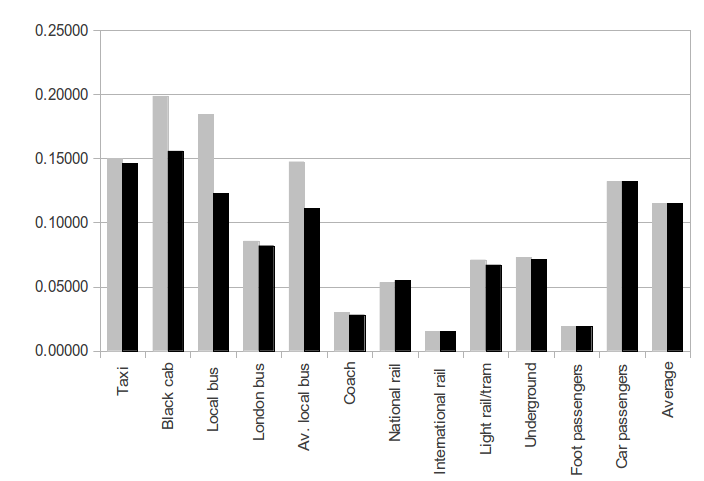 0.25000
0.20000
0.15000
0.10000
0.05000
0.00000
Taxi
Black cab
Local bus
London bus
Av. local bus
Coach
National rail
International rail
Light rail/tram
Underground
Foot passengers
Car passengers
Average